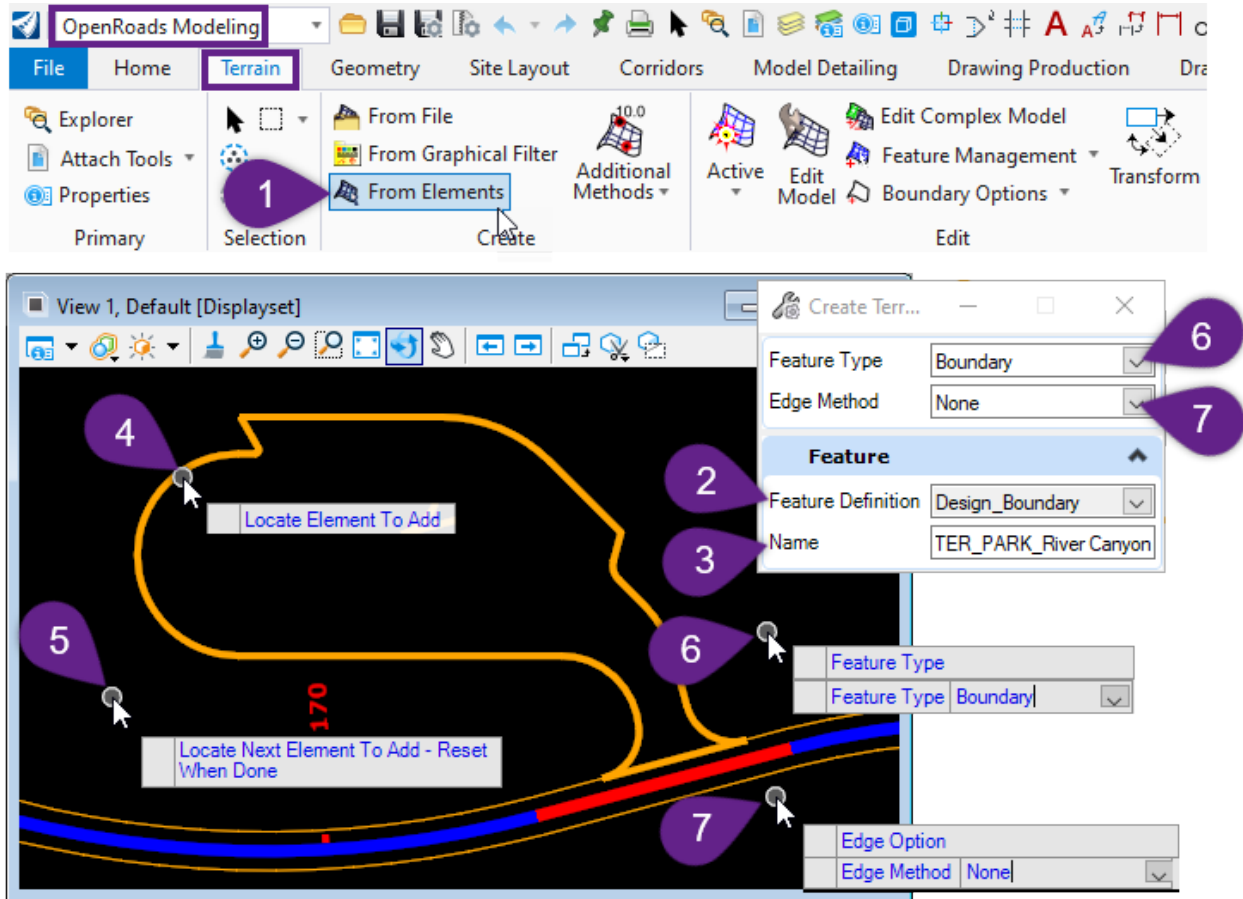 OpenRoads Modeling
File Home Terrain Geometry Site Layout Corridors Model Detailing Drawing Production Dra
Explorer
Attach Tools
Properties
Primary
Selection
1
From File
From Graphical Filter
From Elements
10.0
Additional
Methods
Create
Active
Edit
Model
Edit Complex Model
Feature Management
Boundary Options
Transform
Edit
View 1, Default [Displayset]
Create Terr...
Feature Type Boundary
6
Edge Method None
7
Feature
2
Feature Definition Design_Boundary
3
Name TER_PARK_River Canyon
4
Locate Element To Add
5
Locate Next Element To Add - Reset
When Done
170
6
Feature Type
Feature Type Boundary
7
Edge Option
Edge Method None